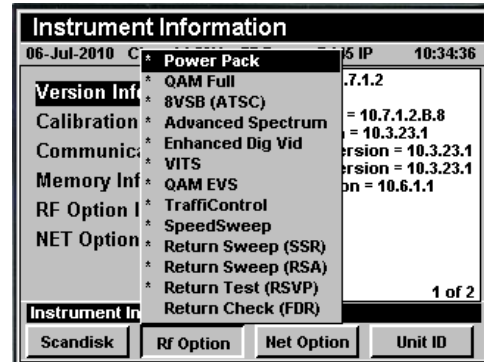 Instrument Information
06-Jul-2010
IP 10:34:36
* Power Pack
* QAM Full
.7.1.2
Version Inf
* 8VSB (ATSC)
= 10.7.1.2.B.8
Calibration
* Advanced Spectrum
= 10.3.23.1
* Enhanced Dig Vid
ersion = 10.3.23.1
Communica
* VITS
rsion = 10.3.23.1
Memory Inf
* QAM EVS
on = 10.6.1.1
* TraffiControl
RF Option I
* SpeedSweep
NET Option
* Return Sweep (SSR)
* Return Sweep (RSA)
* Return Test (RSVP)
1 of 2
Instrument In
Return Check (FDR)
Scandisk
Rf Option
Net Option
Unit ID